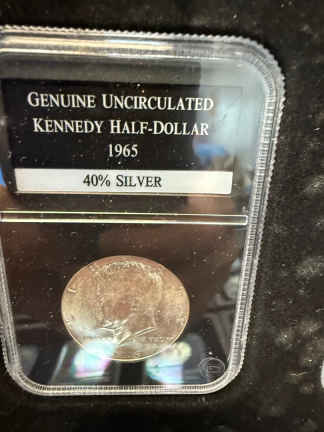 GENUINE UNCIRCULATED
KENNEDY HALF-DOLLAR
1965
40% SILVER